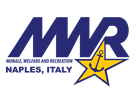 MWR
MORALE, WELFARE AND RECREATION
NAPLES, ITALY